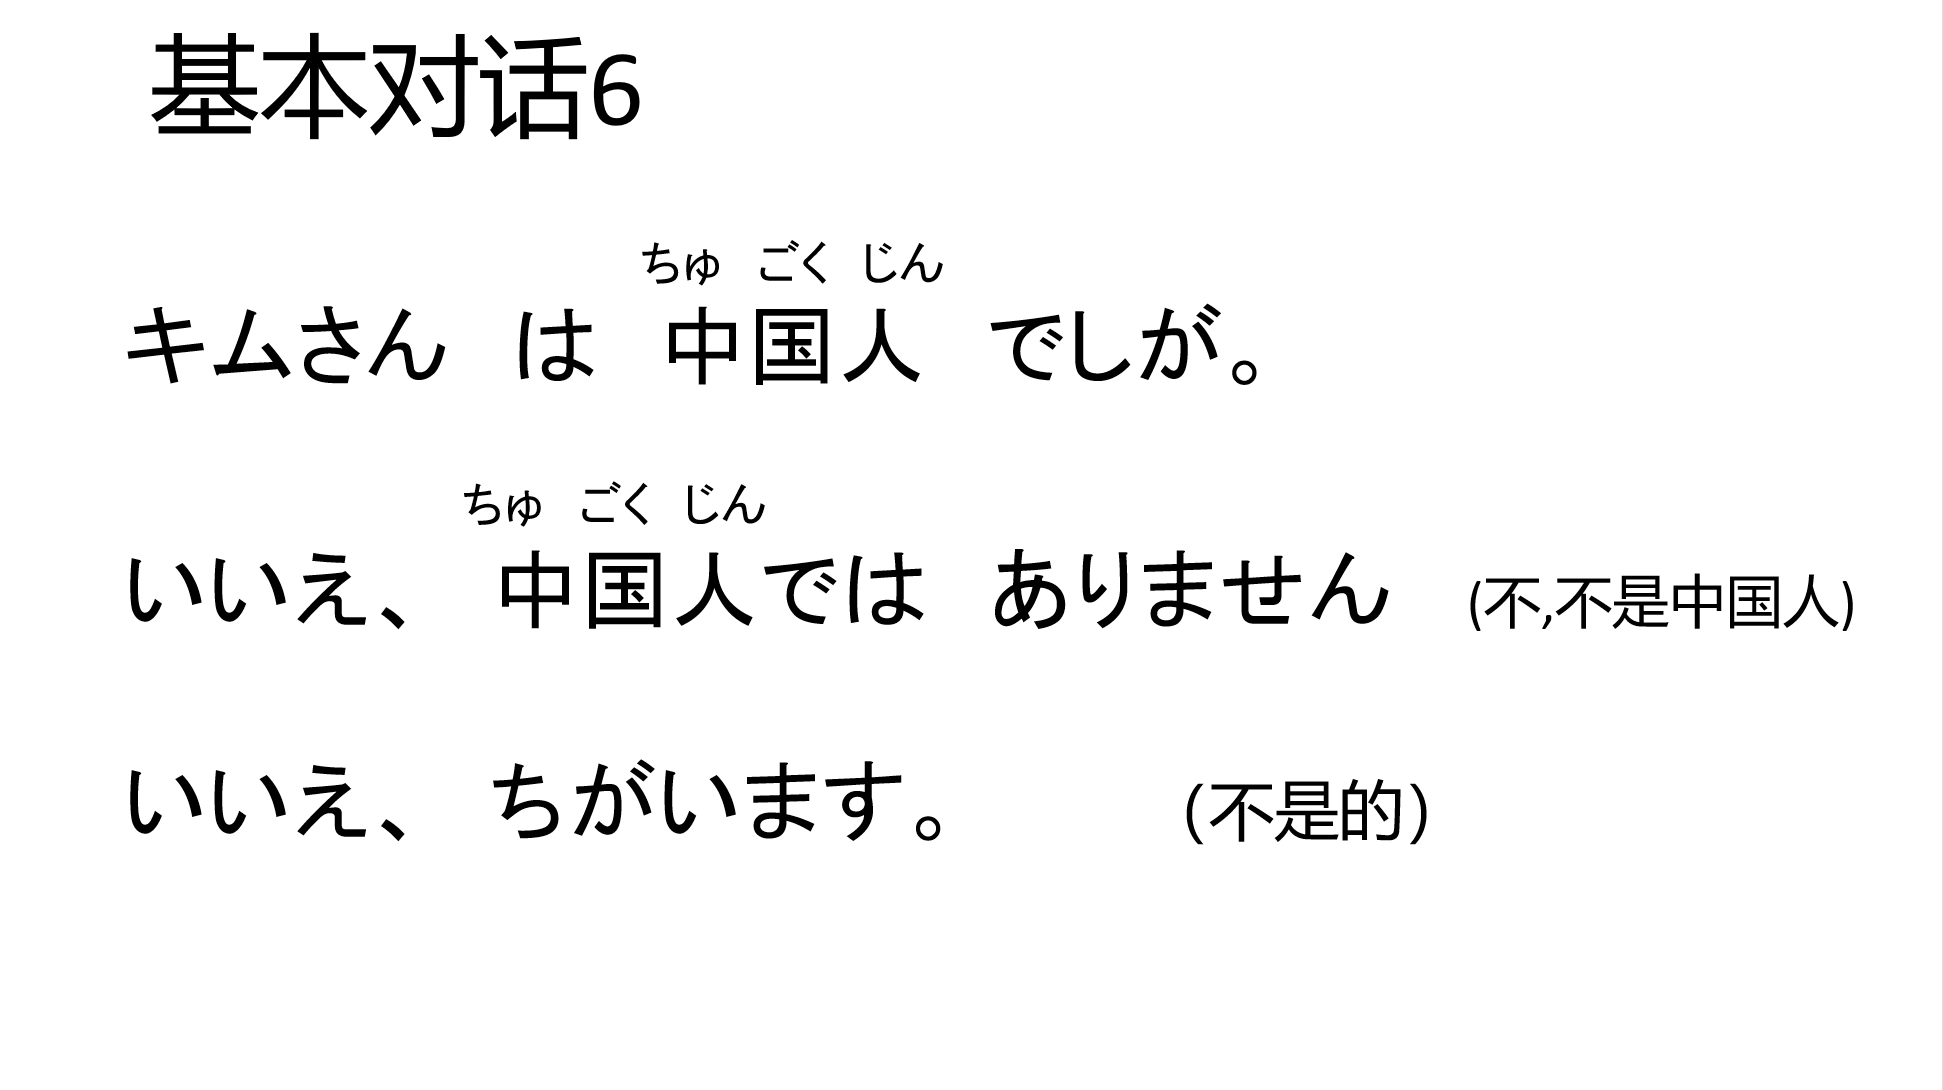 基本对话6
ちゅ ごく じん
キムさん は 中国人 でしが。
ちゅ ごく じん
いいえ、 中国人では ありません (不,不是中国人)
いいえ、 ちがいます。 (不是的)